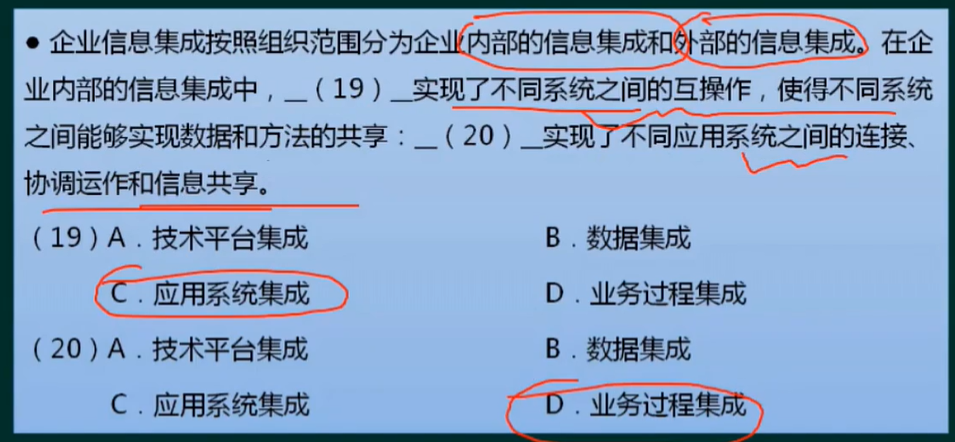 ● 企业信息集成按照组织范围分为企业内部的信息集成和外部的信息集成。在企
业内部的信息集成中，__（19）__实现了不同系统之间的互操作，使得不同系统
之间能够实现数据和方法的共享：__（20）__实现了不同应用系统之间的连接、
协调运作和信息共享。
（19）A．技术平台集成 B．数据集成
C．应用系统集成 D．业务过程集成
（20）A．技术平台集成 B．数据集成
C．应用系统集成 D．业务过程集成